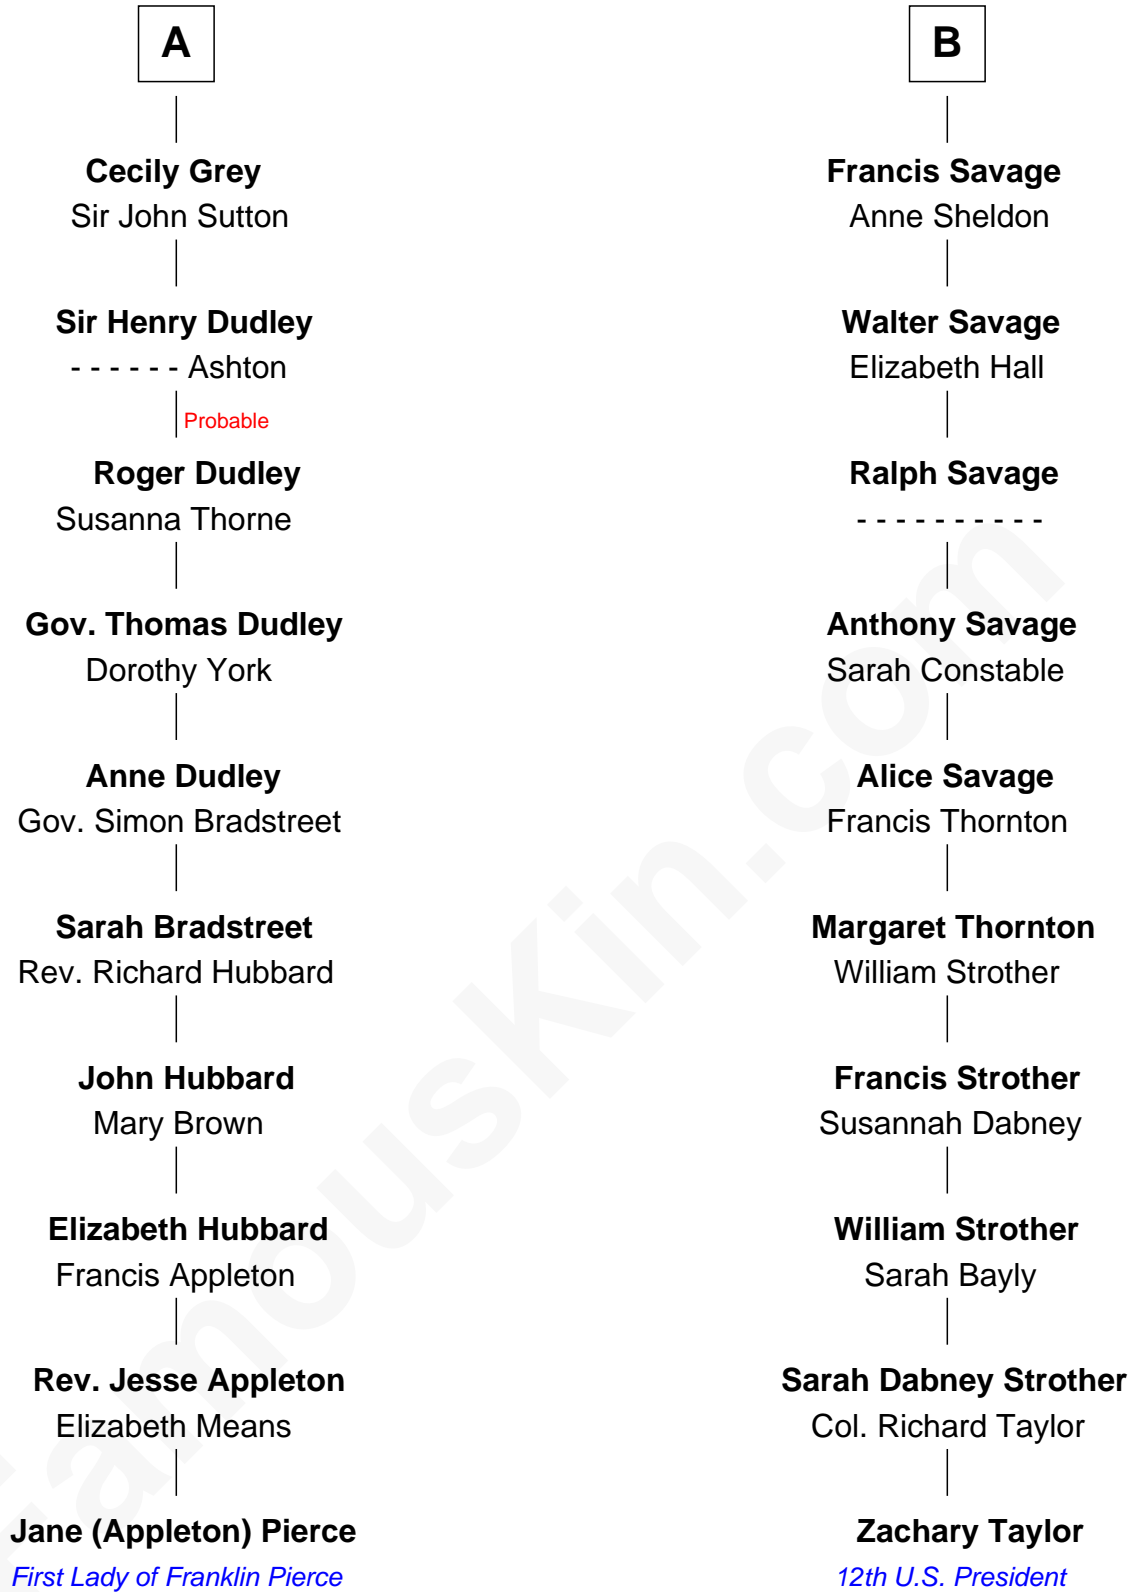 A
Cecily Grey
Sir John Sutton
Sir Henry Dudley
- - - - - - Ashton
Probable
Roger Dudley
Susanna Thorne
Gov. Thomas Dudley
Dorothy York
Anne Dudley
Gov. Simon Bradstreet
Sarah Bradstreet
Rev. Richard Hubbard
John Hubbard
Mary Brown
Elizabeth Hubbard
Francis Appleton
Rev. Jesse Appleton
Elizabeth Means
Jane (Appleton) Pierce
First Lady of Franklin Pierce
B
Francis Savage
Anne Sheldon
Walter Savage
Elizabeth Hall
Ralph Savage
- - - - - - - - - -
Anthony Savage
Sarah Constable
Alice Savage
Francis Thornton
Margaret Thornton
William Strother
Francis Strother
Susannah Dabney
William Strother
Sarah Bayly
Sarah Dabney Strother
Col. Richard Taylor
Zachary Taylor
12th U.S. President
FamousKin.com